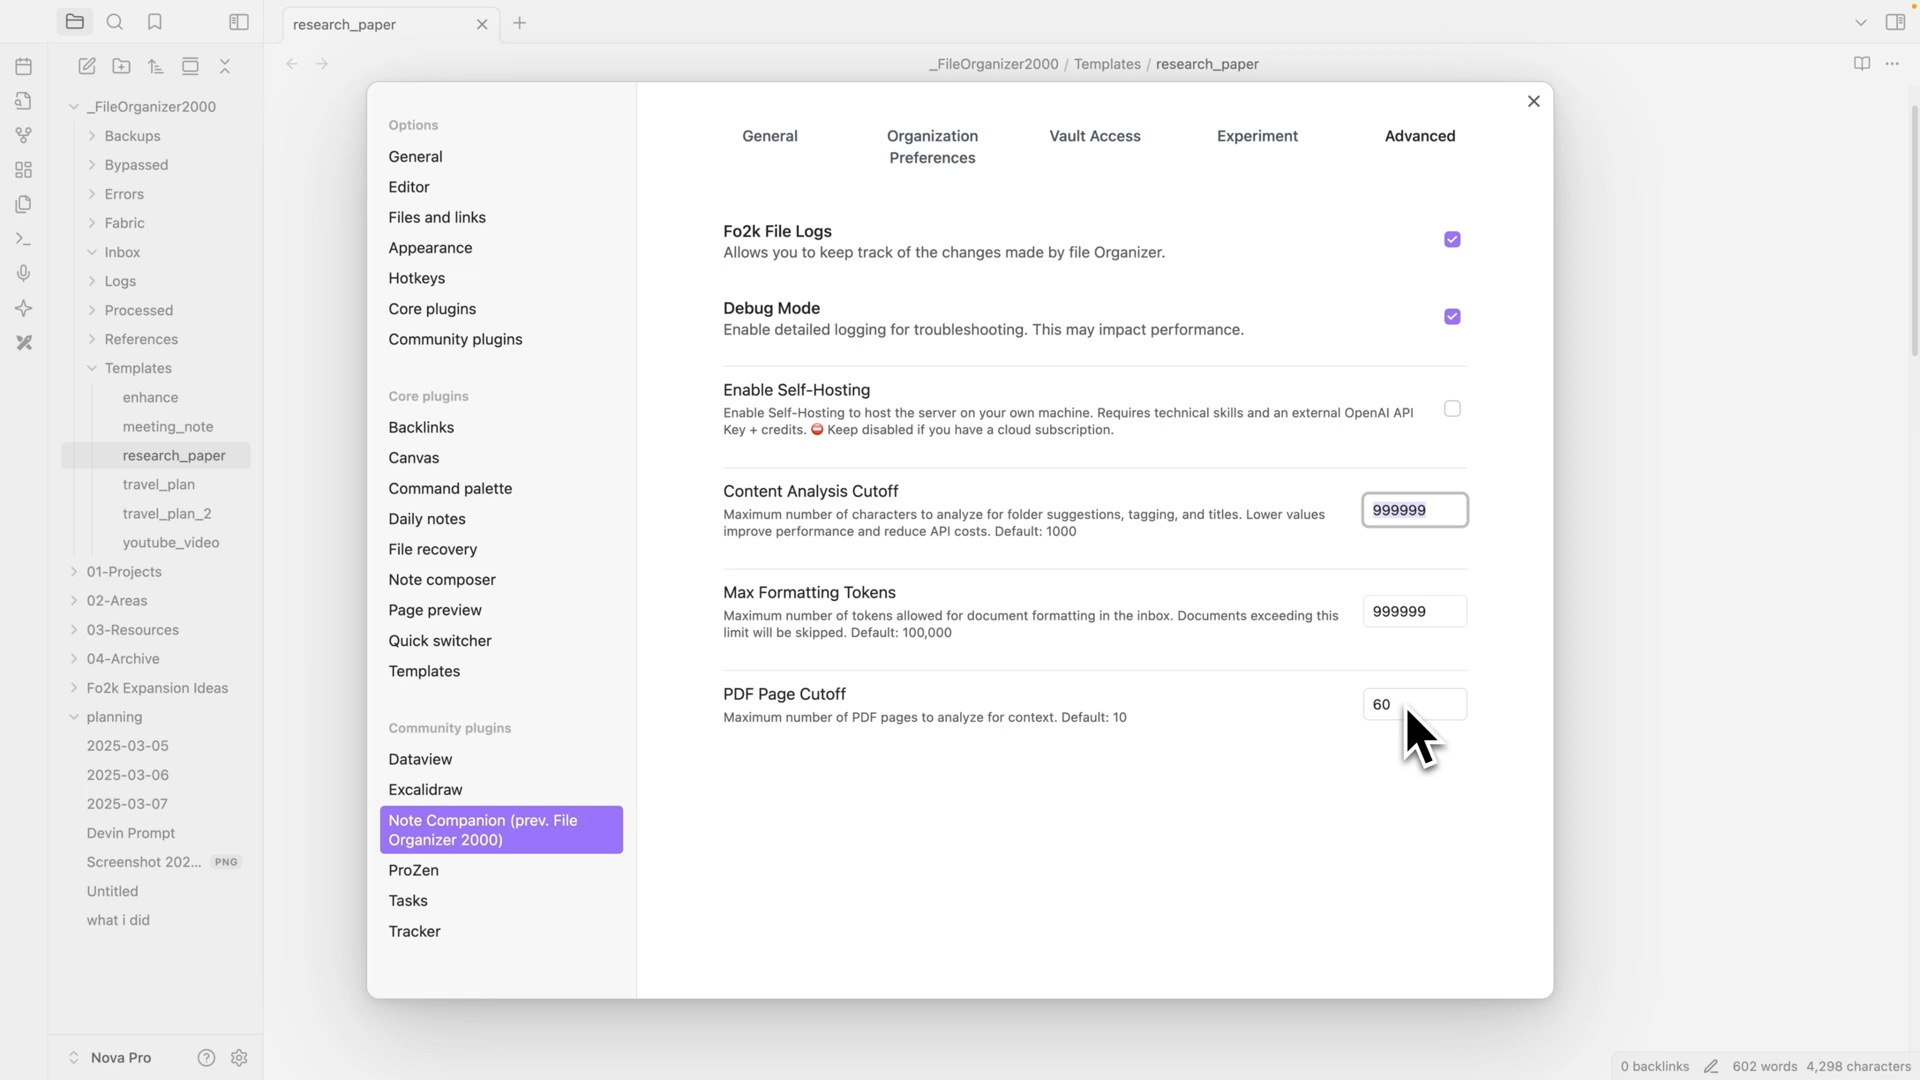 research_paper
_FileOrganizer2000 / Templates / research_paper
_FileOrganizer2000
Backups
Bypassed
Errors
Fabric
Inbox
Logs
Processed
References
Templates
enhance
meeting_note
research_paper
travel_plan
travel_plan_2
youtube_video
01-Projects
02-Areas
03-Resources
04-Archive
Fo2k Expansion Ideas
planning
2025-03-05
2025-03-06
2025-03-07
Devin Prompt
Screenshot 202... PNG
Untitled
what i did
Nova Pro
Options
General
Editor
Files and links
Appearance
Hotkeys
Core plugins
Community plugins
Core plugins
Backlinks
Canvas
Command palette
Daily notes
File recovery
Note composer
Page preview
Quick switcher
Templates
Community plugins
Dataview
Excalidraw
Note Companion (prev. File
Organizer 2000)
ProZen
Tasks
Tracker
General
Organization
Preferences
Vault Access
Experiment
Advanced
Fo2k File Logs
Allows you to keep track of the changes made by file Organizer.
Debug Mode
Enable detailed logging for troubleshooting. This may impact performance.
Enable Self-Hosting
Enable Self-Hosting to host the server on your own machine. Requires technical skills and an external OpenAI API
Key + credits. ⛔ Keep disabled if you have a cloud subscription.
Content Analysis Cutoff
Maximum number of characters to analyze for folder suggestions, tagging, and titles. Lower values
improve performance and reduce API costs. Default: 1000
999999
Max Formatting Tokens
Maximum number of tokens allowed for document formatting in the inbox. Documents exceeding this
limit will be skipped. Default: 100,000
999999
PDF Page Cutoff
Maximum number of PDF pages to analyze for context. Default: 10
60
0 backlinks 602 words 4,298 characters